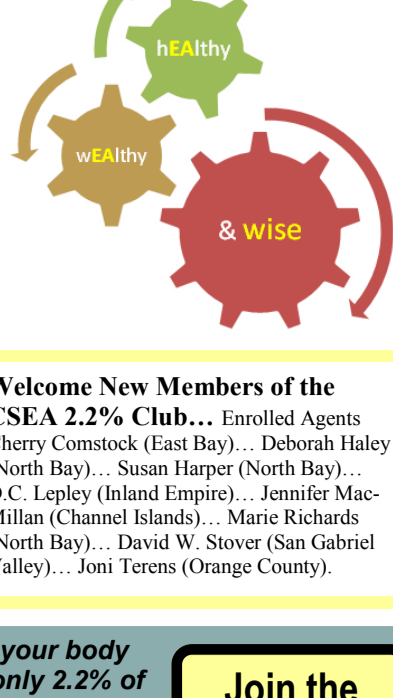 hEAlthy
wEAlthy
& wise
Welcome New Members of the
CSEA 2.2% Club… Enrolled Agents
Cherry Comstock (East Bay)… Deborah Haley
(North Bay)… Susan Harper (North Bay)…
.C. Lepley (Inland Empire)… Jennifer Mac-
Millan (Channel Islands)… Marie Richards
(North Bay)… David W. Stover (San Gabriel
Valley)… Joni Terens (Orange County).
your body
only 2.2% of
Join the